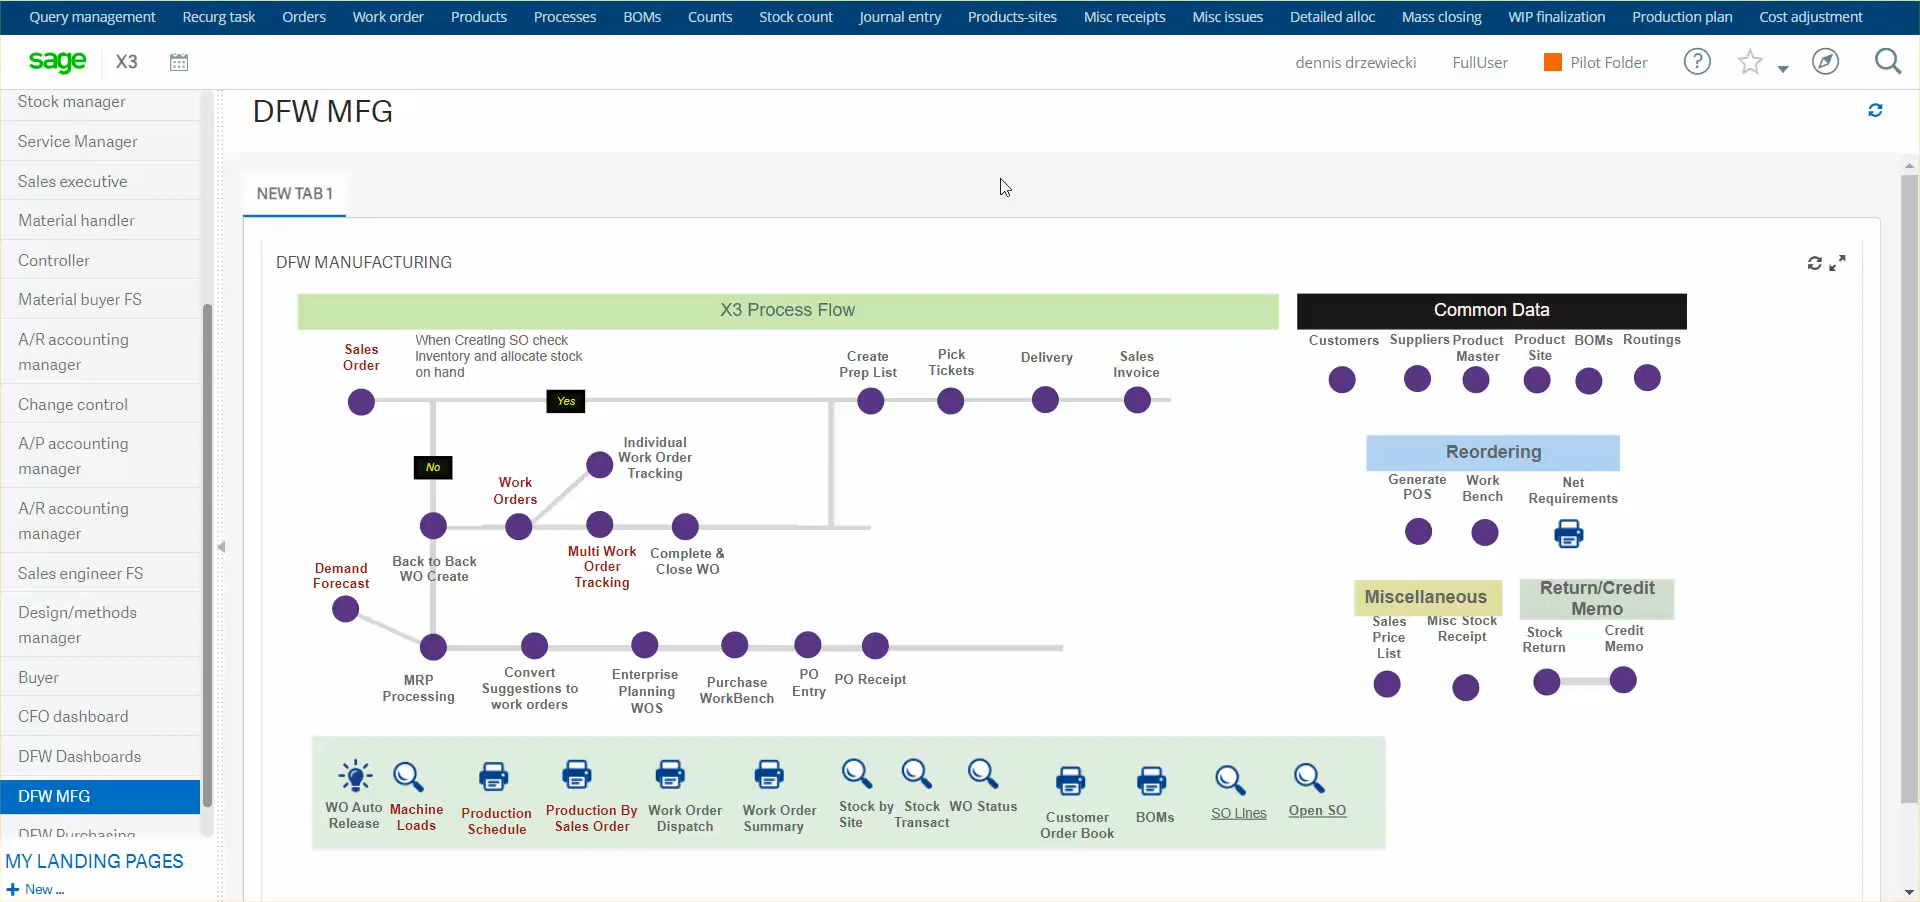 Query management Recurg task Orders Work order Products Processes BOMs Counts Stock count Journal entry Products-sites Misc receipts Misc issues Detailed alloc Mass closing WIP finalization Production plan Cost adjustment
sage X3 dennis drzewiecki FullUser Pilot Folder
Stock manager
Service Manager
Sales executive
Material handler
Controller
Material buyer FS
A/R accounting
manager
Change control
A/P accounting
manager
A/R accounting
manager
Sales engineer FS
Design/methods
manager
Buyer
CFO dashboard
DFW Dashboards
DFW MFG
DFW Purchasing
MY LANDING PAGES
New ...
DFW MFG
NEW TAB 1
DFW MANUFACTURING
X3 Process Flow
Sales
Order
When Creating SO check
inventory and allocate stock
on hand
Yes
No
Create
Prep List
Pick
Tickets
Delivery
Sales
Invoice
Individual
Work Order
Tracking
Work
Orders
Back to Back
WO Create
Multi Work
Order
Tracking
Complete &
Close WO
Demand
Forecast
MRP
Processing
Convert
Suggestions to
work orders
Enterprise
Planning
WOS
Purchase
WorkBench
PO
Entry
PO Receipt
Common Data
Customers
Suppliers
Product
Master
Product
Site
BOMs
Routings
Reordering
Generate
POS
Work
Bench
Net
Requirements
Miscellaneous
Sales
Price
List
Misc Stock
Receipt
Return/Credit
Memo
Stock
Return
Credit
Memo
WO Auto
Release
Machine
Loads
Production
Schedule
Production By
Sales Order
Work Order
Dispatch
Work Order
Summary
Stock by
Site
Stock
Transact
WO Status
Customer
Order Book
BOMs
SO Lines
Open SO